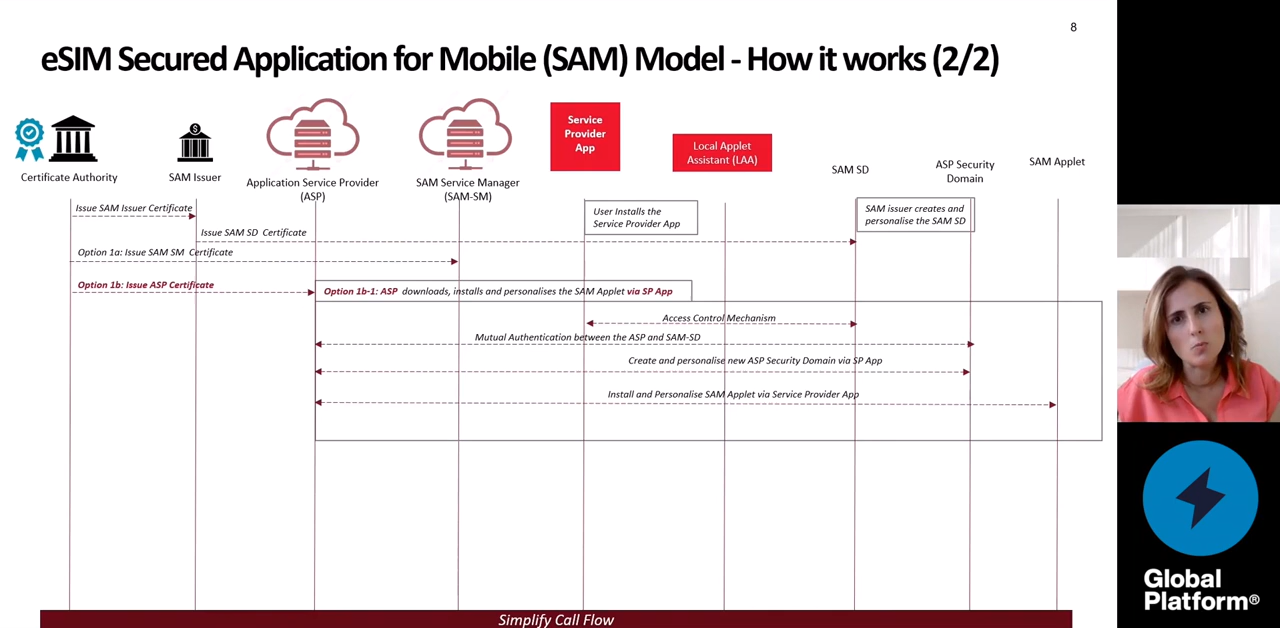 8
eSIM Secured Application for Mobile (SAM) Model - How it works (2/2)
Certificate Authority
SAM Issuer
Application Service Provider
(ASP)
SAM Service Manager
(SAM-SM)
Service
Provider
App
Local Applet
Assistant (LAA)
SAM SD
ASP Security
Domain
SAM Applet
Issue SAM Issuer Certificate
User Installs the
Service Provider App
SAM issuer creates and
personalise the SAM SD
Issue SAM SD Certificate
Option 1a: Issue SAM SM Certificate
Option 1b: Issue ASP Certificate
Option 1b-1: ASP downloads, installs and personalises the SAM Applet via SP App
Access Control Mechanism
Mutual Authentication between the ASP and SAM-SD
Create and personalise new ASP Security Domain via SP App
Install and Personalise SAM Applet via Service Provider App
Simplify Call Flow
Global
Platform®